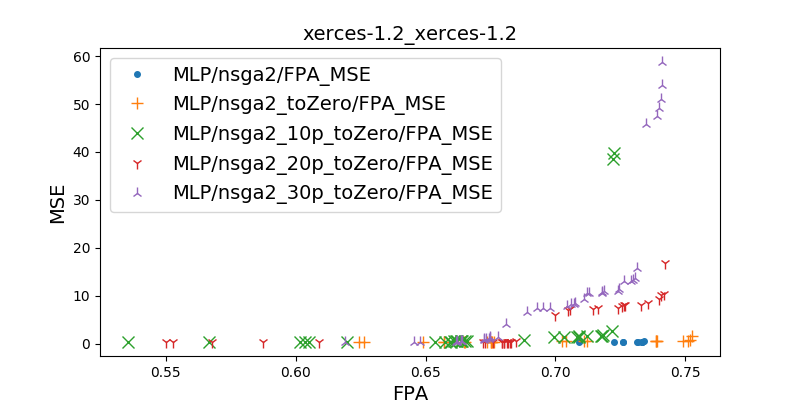 xerces-1.2_xerces-1.2
60
50
40
30
20
10
0
MSE
MLP/nsga2/FPA_MSE
MLP/nsga2_toZero/FPA_MSE
MLP/nsga2_10p_toZero/FPA_MSE
MLP/nsga2_20p_toZero/FPA_MSE
MLP/nsga2_30p_toZero/FPA_MSE
0.55 0.60 0.65 0.70 0.75
FPA